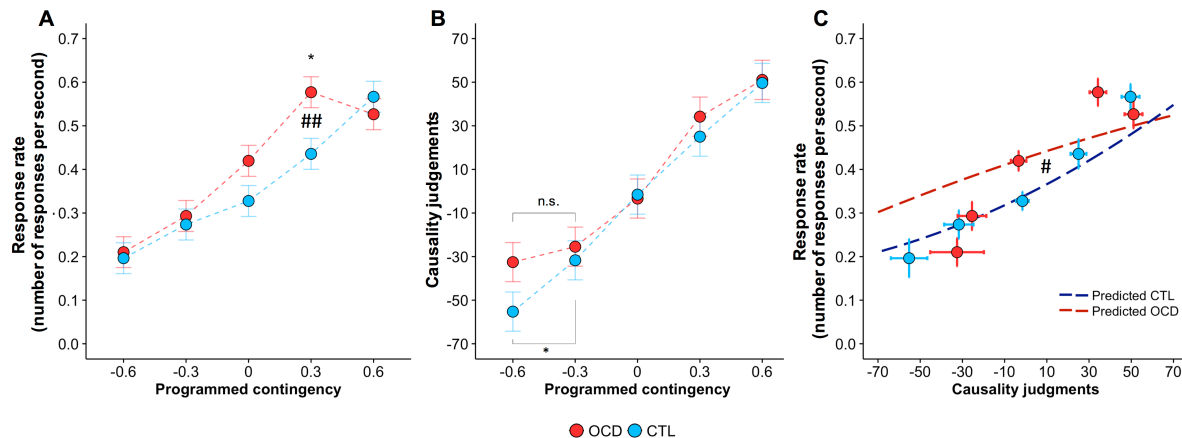 A
Response rate
(number of responses per second)
0.7
0.6
0.5
0.4
0.3
0.2
0.1
0.0
*
##
-0.6
-0.3
0
0.3
0.6
Programmed contingency
B
Causality judgements
70
50
30
10
-10
-30
-50
-70
n.s.
*
-0.6
-0.3
0
0.3
0.6
Programmed contingency
C
Response rate
(number of responses per second)
0.7
0.6
0.5
0.4
0.3
0.2
0.1
0.0
#
Predicted CTL
Predicted OCD
-70
-50
-30
-10
10
30
50
70
Causality judgments
OCD
CTL